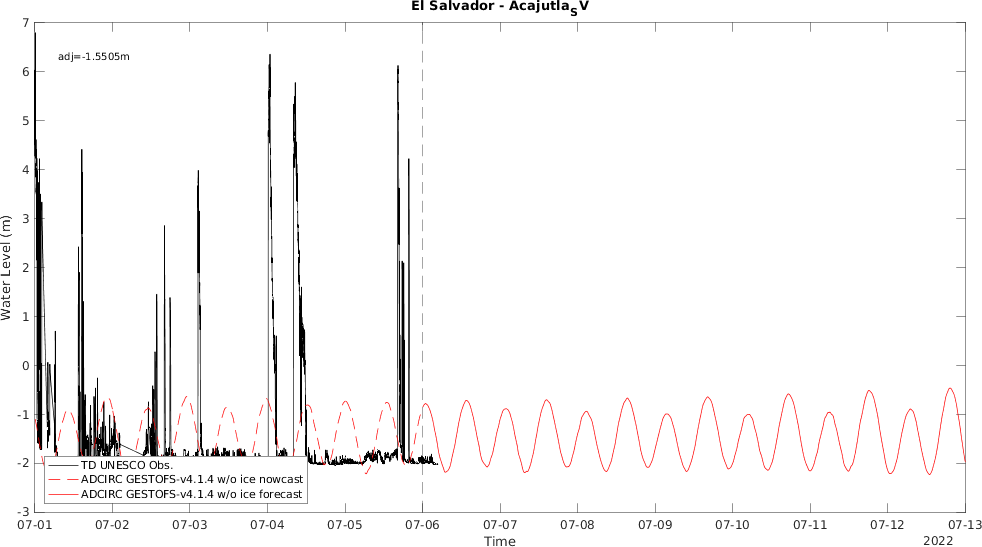 El Salvador - AcajutlaSV
7
adj=-1.5505m
6
5
4
3
2
1
0
-1
-2
-3
Water Level (m)
TD UNESCO Obs.
ADCIRC GESTOFS-v4.1.4 w/o ice nowcast
ADCIRC GESTOFS-v4.1.4 w/o ice forecast
07-01 07-02 07-03 07-04 07-05 07-06 07-07 07-08 07-09 07-10 07-11 07-12 07-13
Time
2022